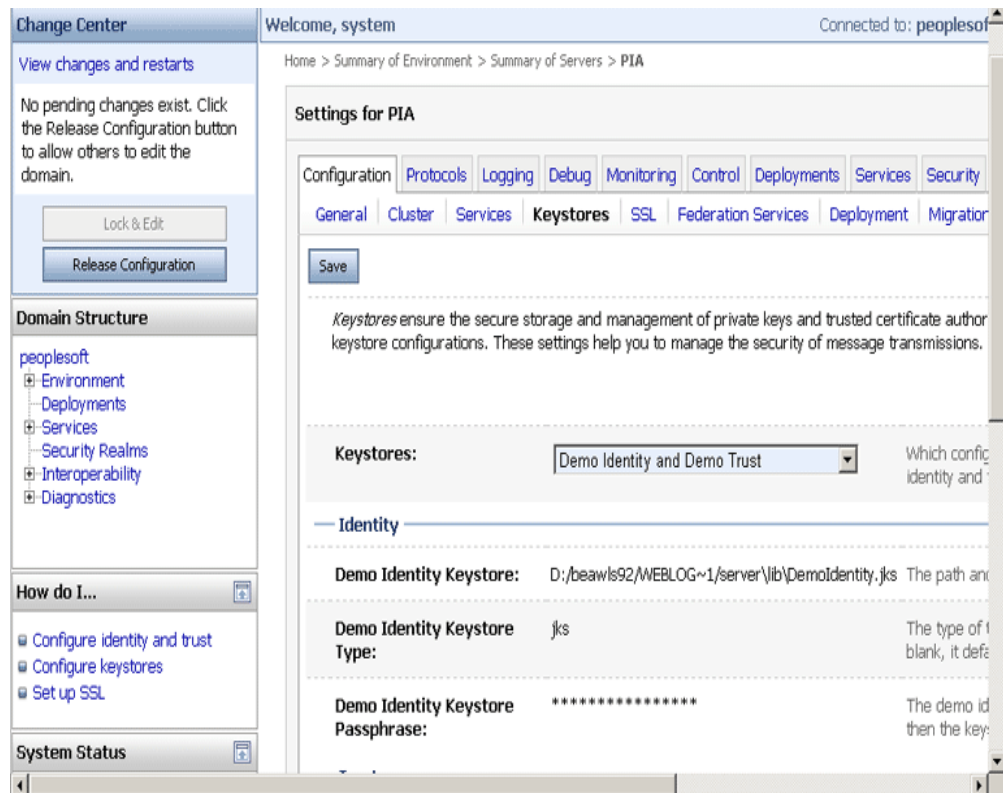 Change Center
View changes and restarts
No pending changes exist. Click
the Release Configuration button
to allow others to edit the
domain.
Lock & Edit
Release Configuration
Domain Structure
peoplesoft
Environment
Deployments
Services
Security Realms
Interoperability
Diagnostics
How do I...
Configure identity and trust
Configure keystores
Set up SSL
System Status
Welcome, system
Connected to: peoplesof
Home > Summary of Environment > Summary of Servers > PIA
Settings for PIA
Configuration Protocols Logging Debug Monitoring Control Deployments Services Security
General Cluster Services Keystores SSL Federation Services Deployment Migration
Save
Keystores ensure the secure storage and management of private keys and trusted certificate author
keystore configurations. These settings help you to manage the security of message transmissions.
Keystores: Demo Identity and Demo Trust Which config
identity and
Identity
Demo Identity Keystore: D:/beawls92/WEBLOG~1/server\lib\DemoIdentity.jks The path and
Demo Identity Keystore jks The type of
Type: blank, it defa
Demo Identity Keystore **************** The demo id
Passphrase: then the key